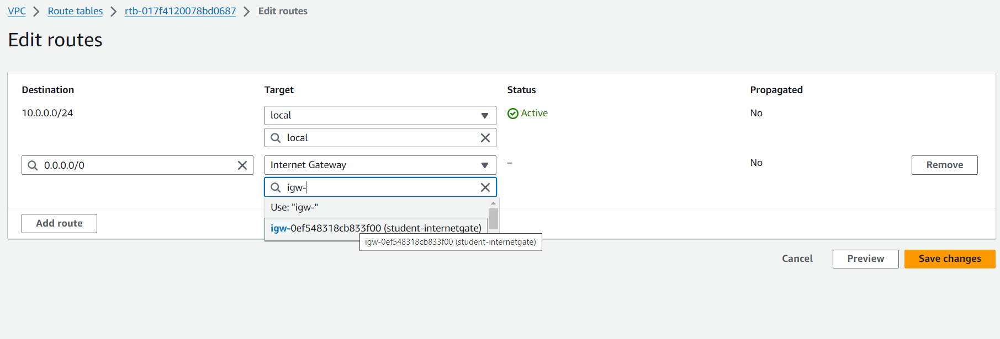 VPC > Route tables > rtb-017f4120078bd0687 > Edit routes
Edit routes
Destination Target Status Propagated
10.0.0.0/24 local Active No
local
0.0.0.0/0 Internet Gateway – No Remove
igw-
Use: "igw-"
Add route
igw-0ef548318cb833f00 (student-internetgate)
igw-0ef548318cb833f00 (student-internetgate)
Cancel Preview Save changes